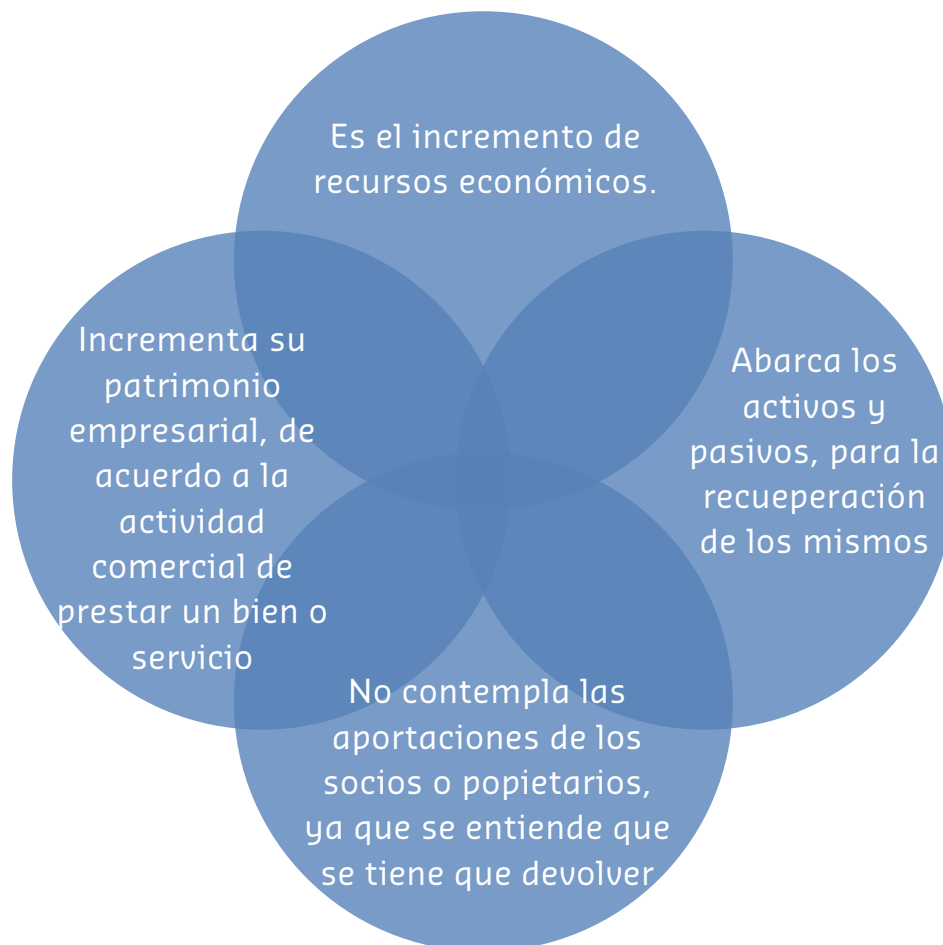 Es el incremento de
recursos económicos.
Incrementa su
patrimonio
empresarial, de
acuerdo a la
actividad
comercial de
prestar un bien o
servicio
Abarca los
activos y
pasivos, para la
recueperación
de los mismos
No contempla las
aportaciones de los
socios o popietarios,
ya que se entiende que
se tiene que devolver